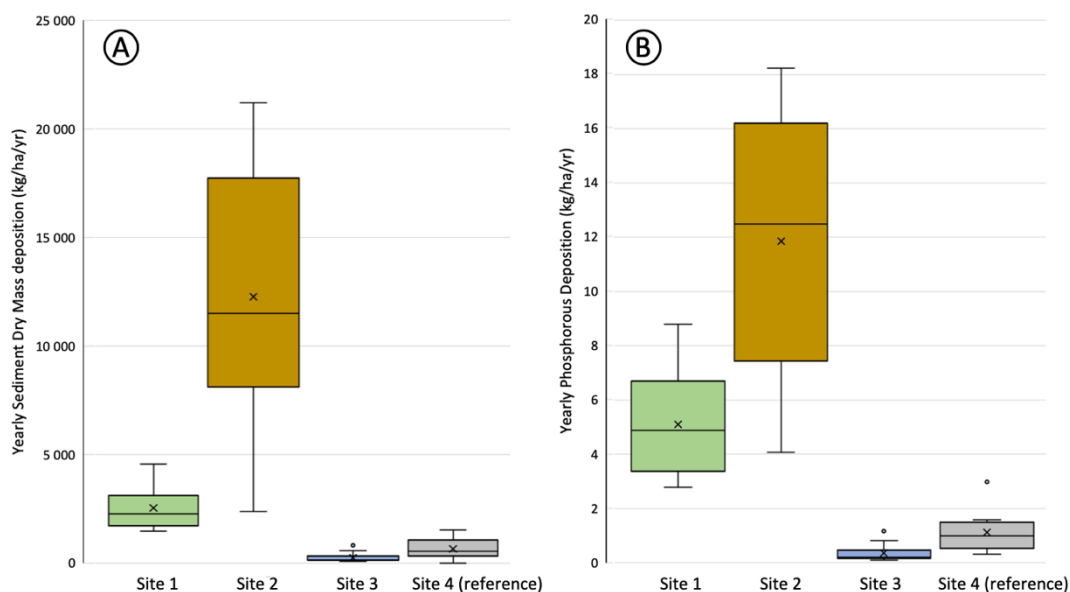 A
Yearly Sediment Dry Mass deposition (kg/ha/yr)
25 000
20 000
15 000
10 000
5 000
0
Site 1 Site 2 Site 3 Site 4 (reference)
B
Yearly Phosphorous Deposition (kg/ha/yr)
20
18
16
14
12
10
8
6
4
2
0
Site 1 Site 2 Site 3 Site 4 (reference)